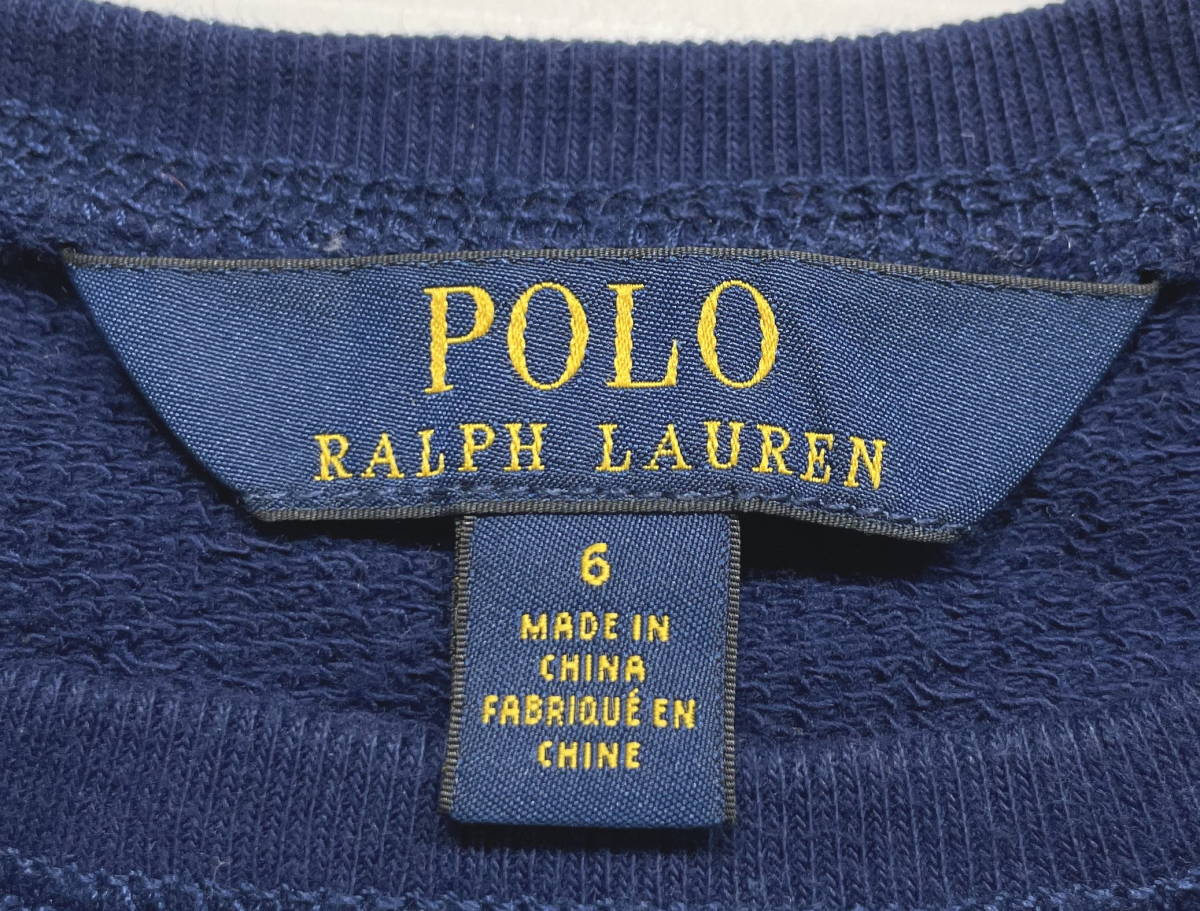 POLO
RALPH LAUREN
6
MADE IN
CHINA
FABRIQUÉ EN
CHINE